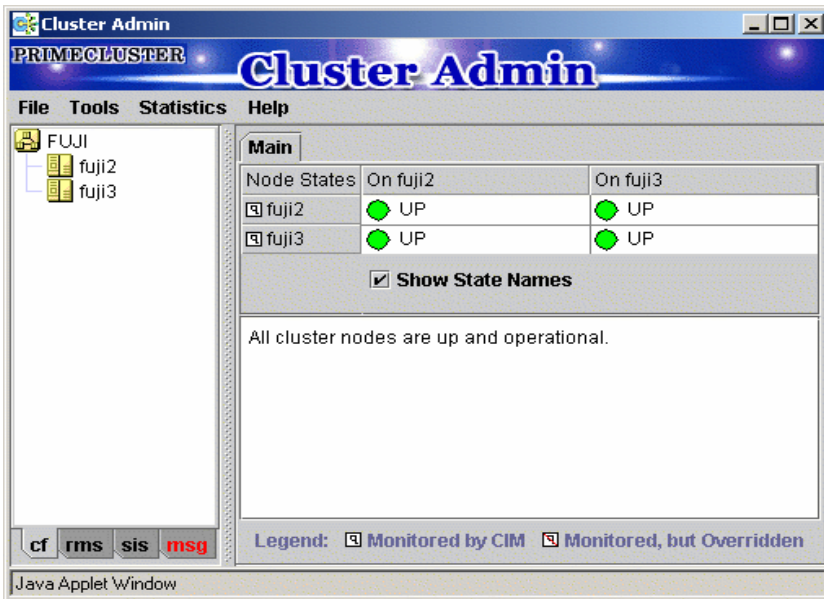 Cluster Admin
PRIMECLUSTER
Cluster Admin
File Tools Statistics Help
FUJI
fuji2
fuji3
Main
Node States On fuji2 On fuji3
fuji2 UP UP
fuji3 UP UP
Show State Names
All cluster nodes are up and operational.
cf rms sis msg
Legend: Monitored by CIM Monitored, but Overridden
Java Applet Window